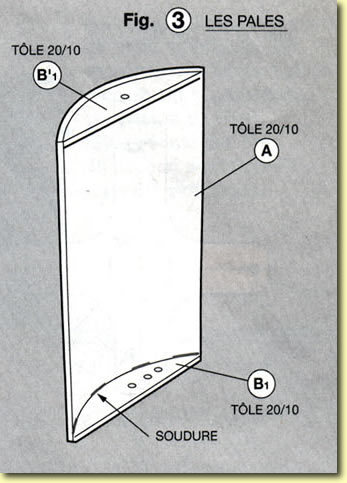 Fig. 3 LES PALES
TÔLE 20/10
B'1
TÔLE 20/10
A
B1
TÔLE 20/10
SOUDURE